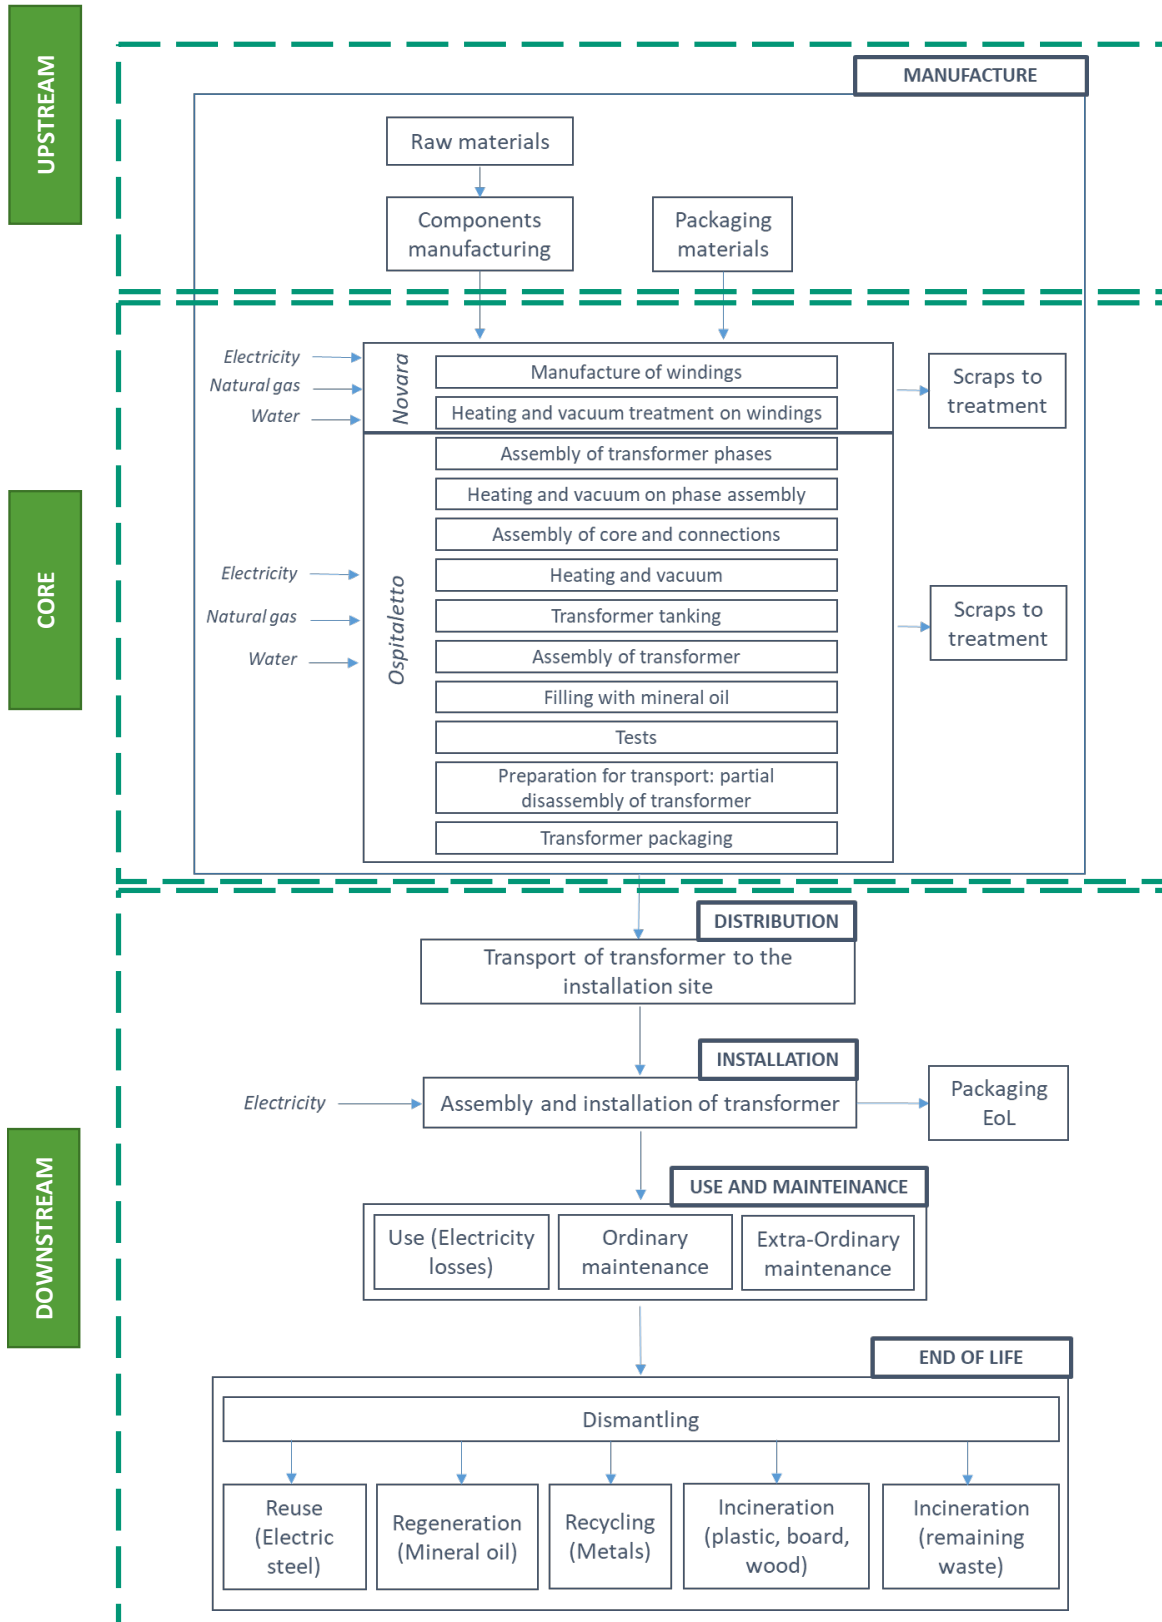 UPSTREAM
MANUFACTURE
Raw materials
Components
manufacturing
Packaging
materials
CORE
Electricity
Natural gas
Water
Novara
Manufacture of windings
Heating and vacuum treatment on windings
Scraps to
treatment
Electricity
Natural gas
Water
Ospitaletto
Assembly of transformer phases
Heating and vacuum on phase assembly
Assembly of core and connections
Heating and vacuum
Transformer tanking
Assembly of transformer
Filling with mineral oil
Tests
Preparation for transport: partial
disassembly of transformer
Transformer packaging
Scraps to
treatment
DOWNSTREAM
DISTRIBUTION
Transport of transformer to the
installation site
INSTALLATION
Electricity
Assembly and installation of transformer
Packaging
EoL
USE AND MAINTEINANCE
Use (Electricity
losses)
Ordinary
maintenance
Extra-Ordinary
maintenance
END OF LIFE
Dismantling
Reuse
(Electric
steel)
Regeneration
(Mineral oil)
Recycling
(Metals)
Incineration
(plastic, board,
wood)
Incineration
(remaining
waste)